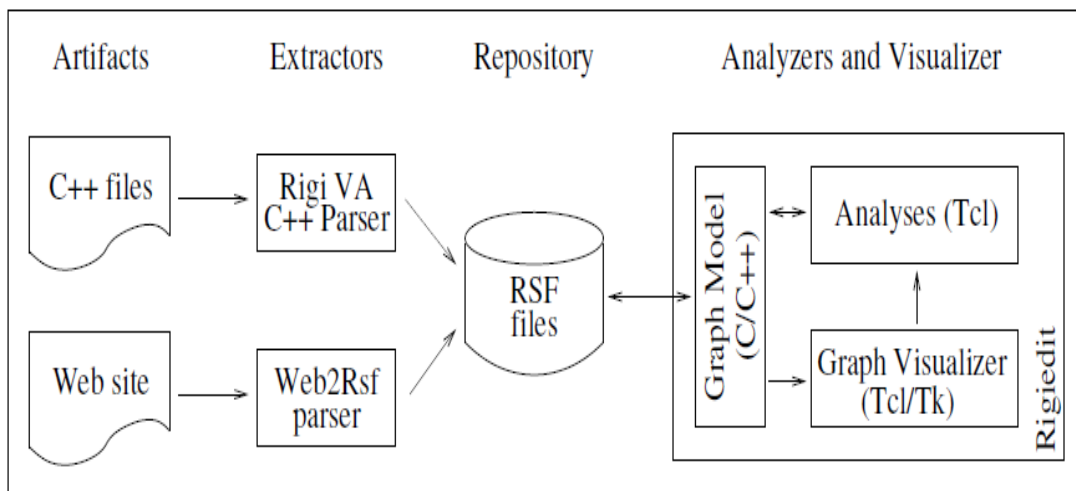 Artifacts
Extractors
Repository
Analyzers and Visualizer
C++ files
Rigi VA
C++ Parser
Web site
Web2Rsf
parser
RSF
files
Graph Model
(C/C++)
Analyses (Tcl)
Graph Visualizer
(Tcl/Tk)
Rigiedit